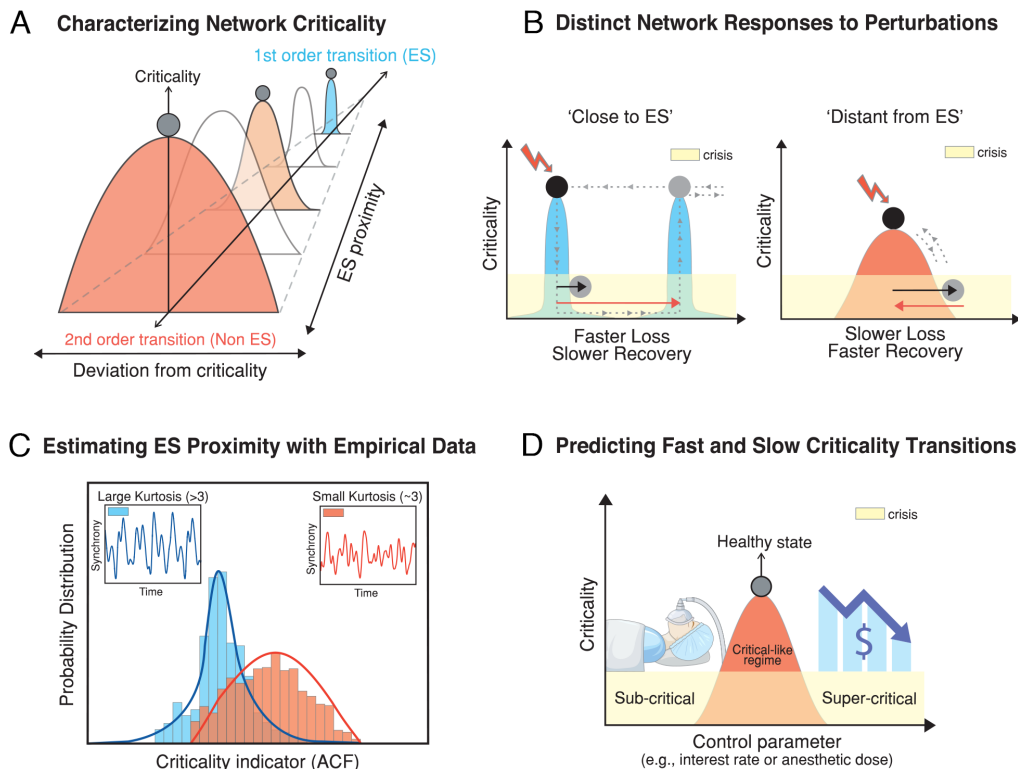 A Characterizing Network Criticality
1st order transition (ES)
Criticality
ES proximity
2nd order transition (Non ES)
Deviation from criticality
B Distinct Network Responses to Perturbations
'Close to ES'
crisis
Criticality
Faster Loss
Slower Recovery
'Distant from ES'
crisis
Criticality
Slower Loss
Faster Recovery
C Estimating ES Proximity with Empirical Data
Large Kurtosis (>3)
Synchrony
Time
Small Kurtosis (~3)
Synchrony
Time
Probability Distribution
Criticality indicator (ACF)
D Predicting Fast and Slow Criticality Transitions
crisis
Healthy state
Criticality
Critical-like
regime
$
Sub-critical
Super-critical
Control parameter
(e.g., interest rate or anesthetic dose)